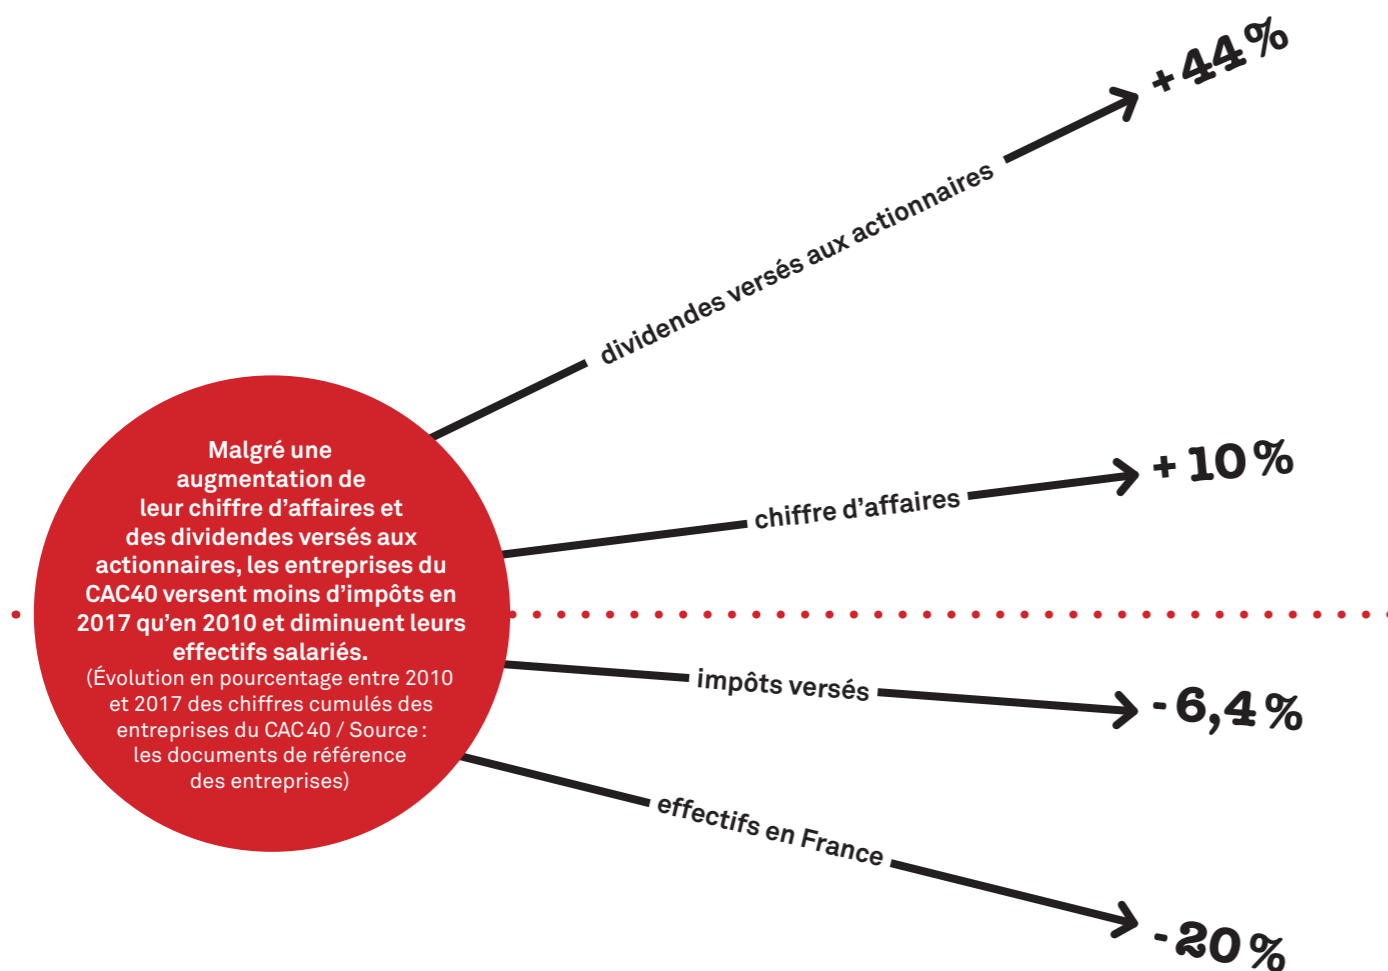 + 44 %
dividendes versés aux actionnaires
+ 10 %
chiffre d'affaires
Malgré une
augmentation de
leur chiffre d'affaires et
des dividendes versés aux
actionnaires, les entreprises du
CAC40 versent moins d'impôts en
2017 qu'en 2010 et diminuent leurs
effectifs salariés.
(Évolution en pourcentage entre 2010
et 2017 des chiffres cumulés des
entreprises du CAC 40 / Source :
les documents de référence
des entreprises)
impôts versés
- 6,4 %
effectifs en France
- 20 %